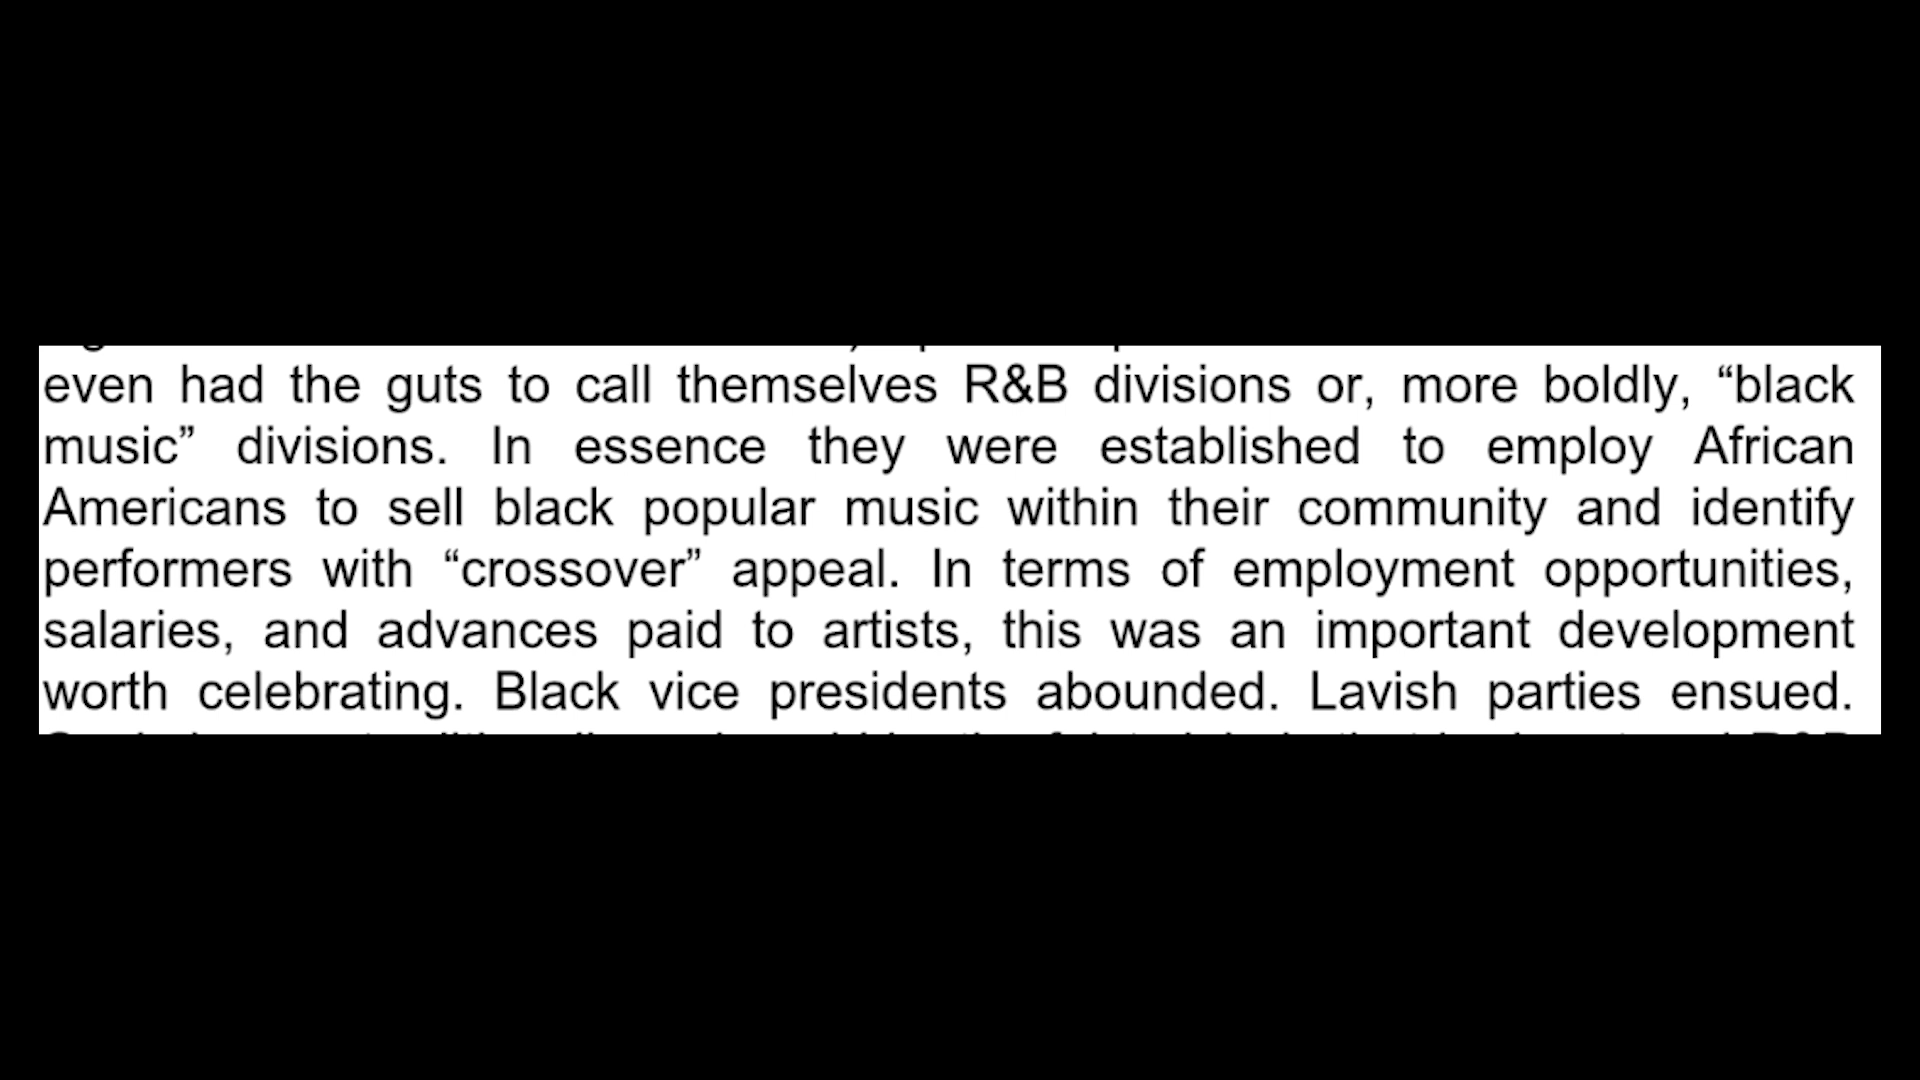 even had the guts to call themselves R&B divisions or, more boldly, “black
music” divisions. In essence they were established to employ African
Americans to sell black popular music within their community and identify
performers with “crossover” appeal. In terms of employment opportunities,
salaries, and advances paid to artists, this was an important development
worth celebrating. Black vice presidents abounded. Lavish parties ensued.